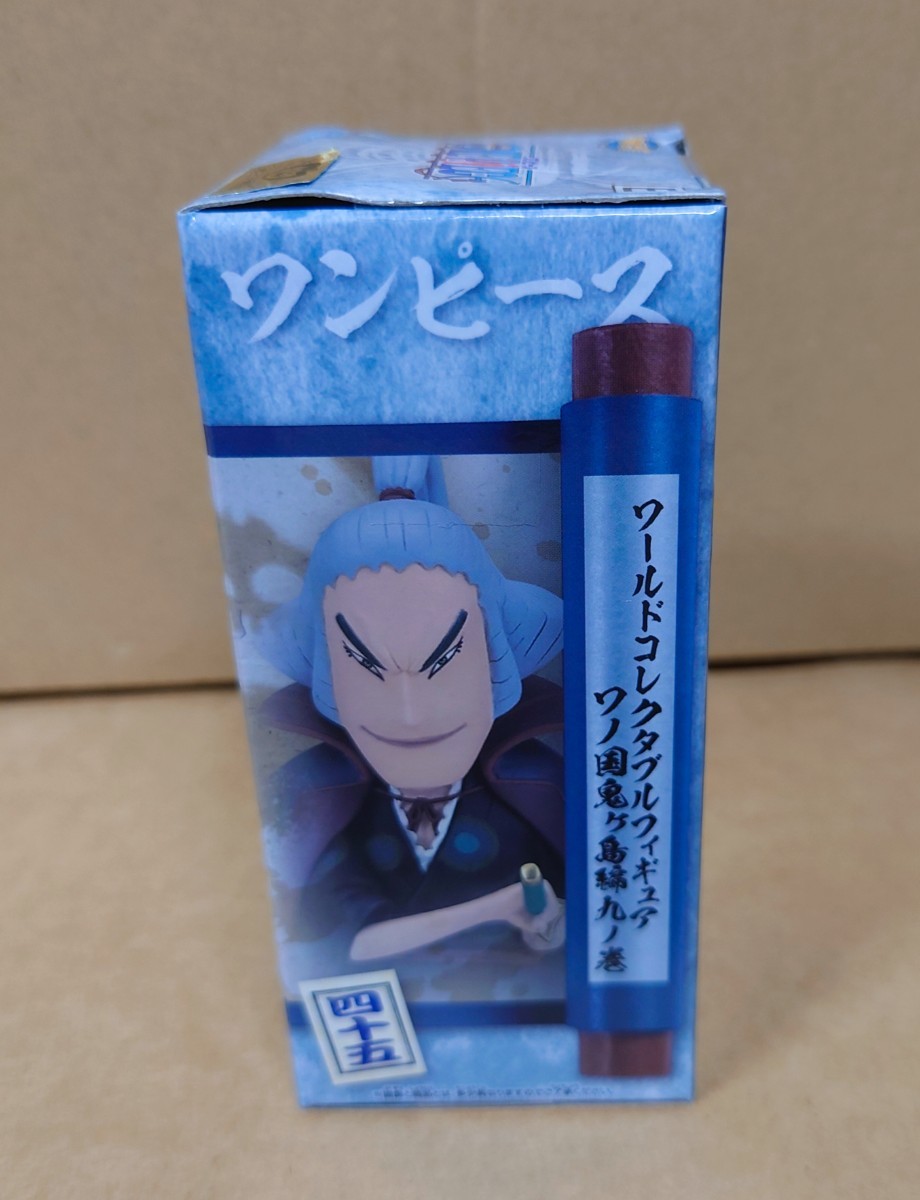 ワンピース
ワールドコレクタブルフィギュア
ワノ国鬼ヶ島編九ノ巻
四十五